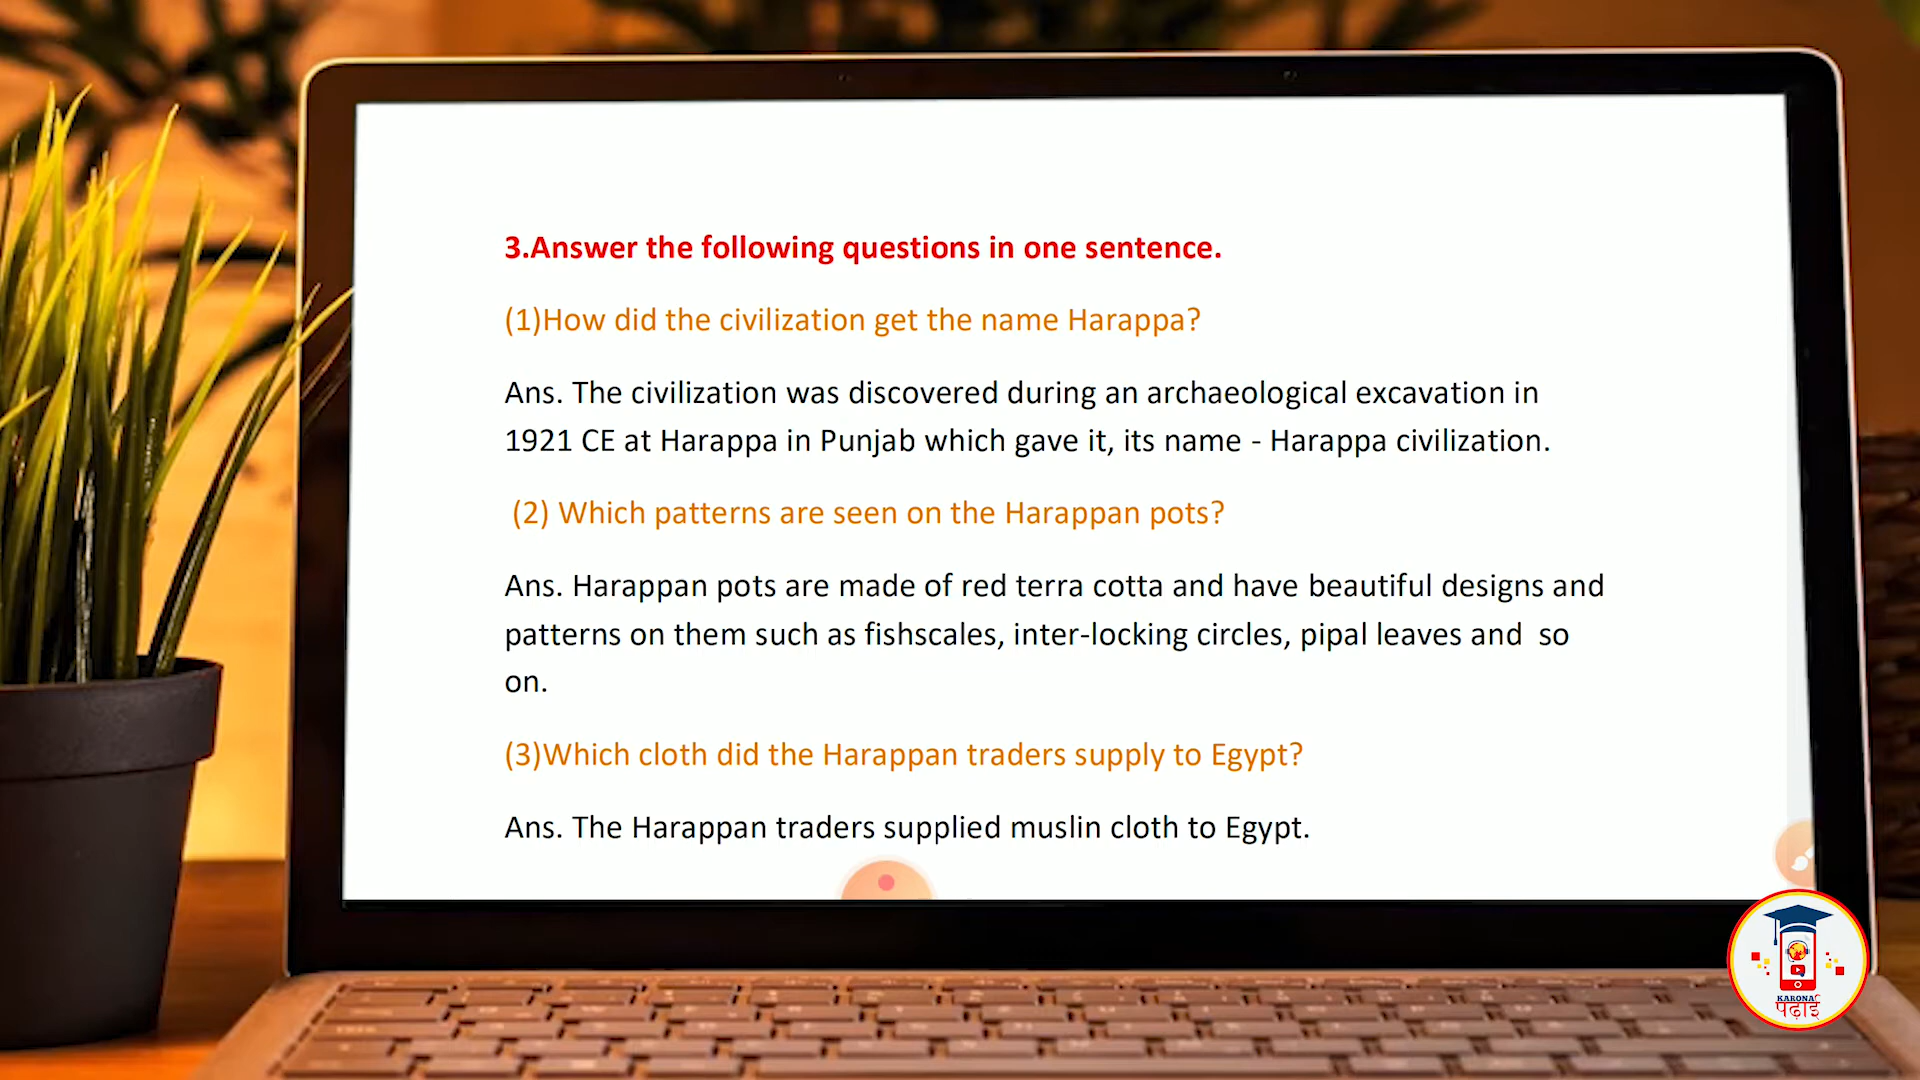 3.Answer the following questions in one sentence.
(1)How did the civilization get the name Harappa?
Ans. The civilization was discovered during an archaeological excavation in
1921 CE at Harappa in Punjab which gave it, its name - Harappa civilization.
(2) Which patterns are seen on the Harappan pots?
Ans. Harappan pots are made of red terra cotta and have beautiful designs and
patterns on them such as fishscales, inter-locking circles, pipal leaves and so
on.
(3)Which cloth did the Harappan traders supply to Egypt?
Ans. The Harappan traders supplied muslin cloth to Egypt.
KARONA
पढ़ाई